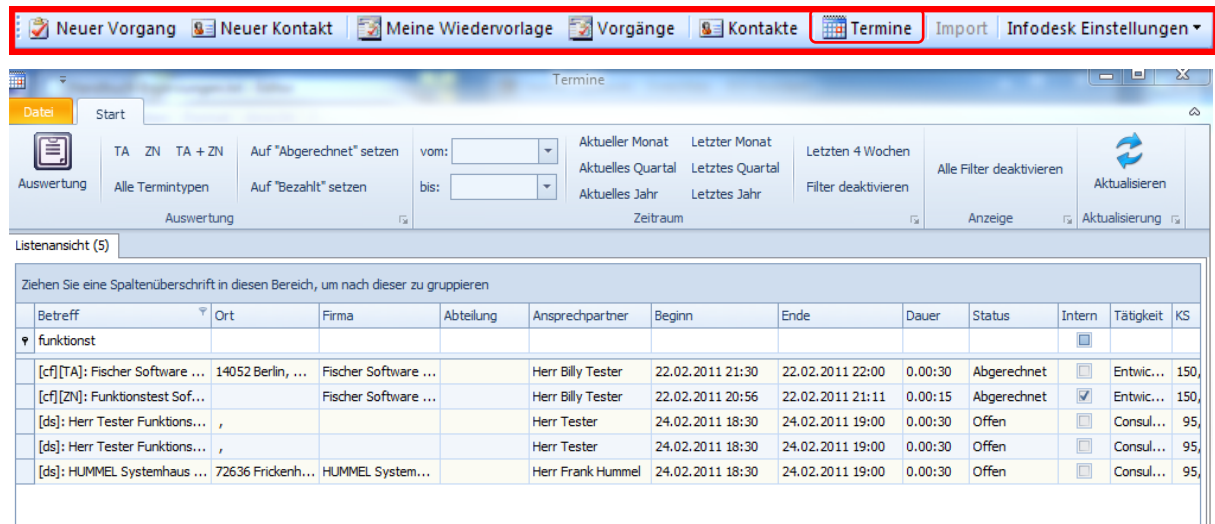 Neuer Vorgang Neuer Kontakt Meine Wiedervorlage Vorgänge Kontakte Termine Import Infodesk Einstellungen
Termine
Datei Start
Auswertung
TA ZN TA + ZN Auf "Abgerechnet" setzen
Alle Termintypen Auf "Bezahlt" setzen
Auswertung
vom: Aktueller Monat Letzter Monat Letzten 4 Wochen
Aktuelles Quartal Letztes Quartal
bis: Aktuelles Jahr Letztes Jahr Filter deaktivieren
Zeitraum
Alle Filter deaktivieren
Anzeige
Aktualisieren
Aktualisierung
Listenansicht (5)
Ziehen Sie eine Spaltenüberschrift in diesen Bereich, um nach dieser zu gruppieren
Betreff Ort Firma Abteilung Ansprechpartner Beginn Ende Dauer Status Intern Tätigkeit KS
funktionst
[cf][TA]: Fischer Software ... 14052 Berlin, ... Fischer Software ... Herr Billy Tester 22.02.2011 21:30 22.02.2011 22:00 0.00:30 Abgerechnet Entwic... 150,
[cf][ZN]: Funktionstest Sof... Fischer Software ... Herr Billy Tester 22.02.2011 20:56 22.02.2011 21:11 0.00:15 Abgerechnet Entwic... 150,
[ds]: Herr Tester Funktions... , Herr Tester 24.02.2011 18:30 24.02.2011 19:00 0.00:30 Offen Consul... 95,
[ds]: Herr Tester Funktions... , Herr Tester 24.02.2011 18:30 24.02.2011 19:00 0.00:30 Offen Consul... 95,
[ds]: HUMMEL Systemhaus ... 72636 Frickenh... HUMMEL System... Herr Frank Hummel 24.02.2011 18:30 24.02.2011 19:00 0.00:30 Offen Consul... 95,